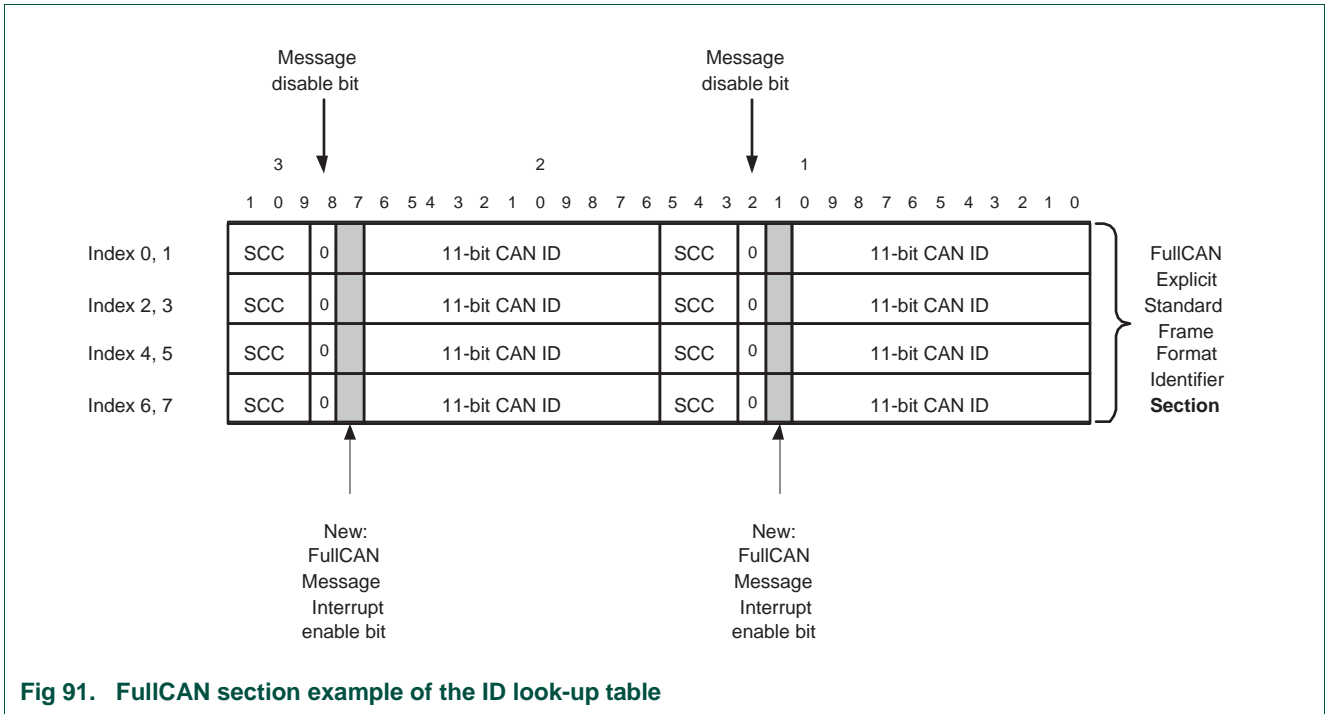 Message
disable bit
Message
disable bit
3 2 1
1 0 9 8 7 6 5 4 3 2 1 0 9 8 7 6 5 4 3 2 1 0 9 8 7 6 5 4 3 2 1 0
Index 0, 1 SCC 0 11-bit CAN ID SCC 0 11-bit CAN ID
Index 2, 3 SCC 0 11-bit CAN ID SCC 0 11-bit CAN ID
Index 4, 5 SCC 0 11-bit CAN ID SCC 0 11-bit CAN ID
Index 6, 7 SCC 0 11-bit CAN ID SCC 0 11-bit CAN ID
FullCAN
Explicit
Standard
Frame
Format
Identifier
Section
New:
FullCAN
Message
Interrupt
enable bit
New:
FullCAN
Message
Interrupt
enable bit
Fig 91. FullCAN section example of the ID look-up table